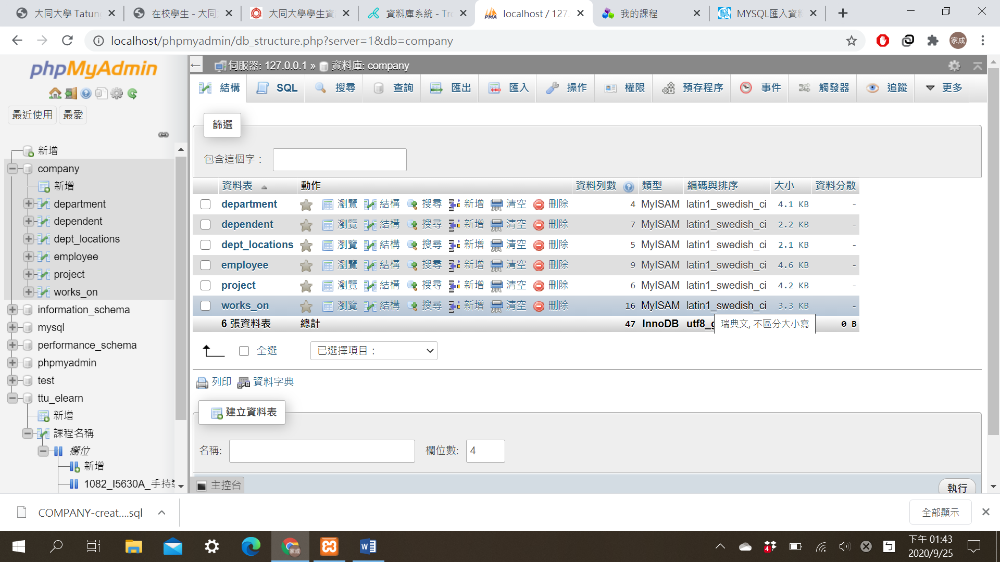 大同大學 Tatung
在校學生 - 大同
大同大學學生資
資料庫系統 - Tro
localhost / 127.
我的課程
MYSQL匯入資料
localhost/phpmyadmin/db_structure.php?server=1&db=company
家成
phpMyAdmin
最近使用 最愛
新增
company
新增
department
dependent
dept_locations
employee
project
works_on
information_schema
mysql
performance_schema
phpmyadmin
test
ttu_elearn
新增
課程名稱
欄位
新增
1082_I5630A_手持
伺服器: 127.0.0.1 » 資料庫: company
結構 SQL 搜尋 查詢 匯出 匯入 操作 權限 預存程序 事件 觸發器 追蹤 更多
篩選
包含這個字：
資料表 動作 資料列數 類型 編碼與排序 大小 資料分散
department 瀏覽 結構 搜尋 新增 清空 刪除 4 MyISAM latin1_swedish_ci 4.1 KB -
dependent 瀏覽 結構 搜尋 新增 清空 刪除 7 MyISAM latin1_swedish_ci 2.2 KB -
dept_locations 瀏覽 結構 搜尋 新增 清空 刪除 5 MyISAM latin1_swedish_ci 2.1 KB -
employee 瀏覽 結構 搜尋 新增 清空 刪除 9 MyISAM latin1_swedish_ci 4.6 KB -
project 瀏覽 結構 搜尋 新增 清空 刪除 6 MyISAM latin1_swedish_ci 4.2 KB -
works_on 瀏覽 結構 搜尋 新增 清空 刪除 16 MyISAM latin1_swedish_ci 3.3 KB -
6 張資料表 總計 47 InnoDB utf8_g 0 B
瑞典文, 不區分大小寫
全選 已選擇項目：
列印 資料字典
建立資料表
名稱: 欄位數: 4
主控台
執行
COMPANY-creat....sql
全部顯示
下午 01:43
2020/9/25